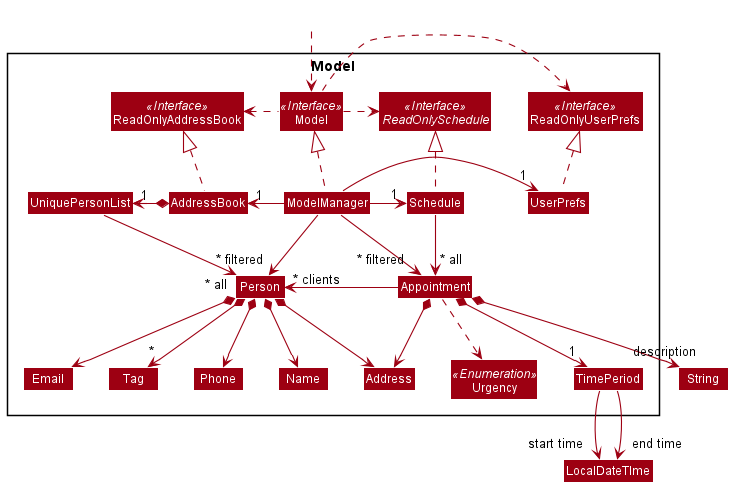 Model
«Interface»
ReadOnlyAddressBook
«Interface»
Model
«Interface»
ReadOnlySchedule
«Interface»
ReadOnlyUserPrefs
UniquePersonList
1
AddressBook
1
ModelManager
1
Schedule
1
UserPrefs
* filtered
* filtered
* all
* all
Person
* clients
Appointment
*
1
description
Email
Tag
Phone
Name
Address
«Enumeration»
Urgency
TimePeriod
String
start time
end time
LocalDateTIme